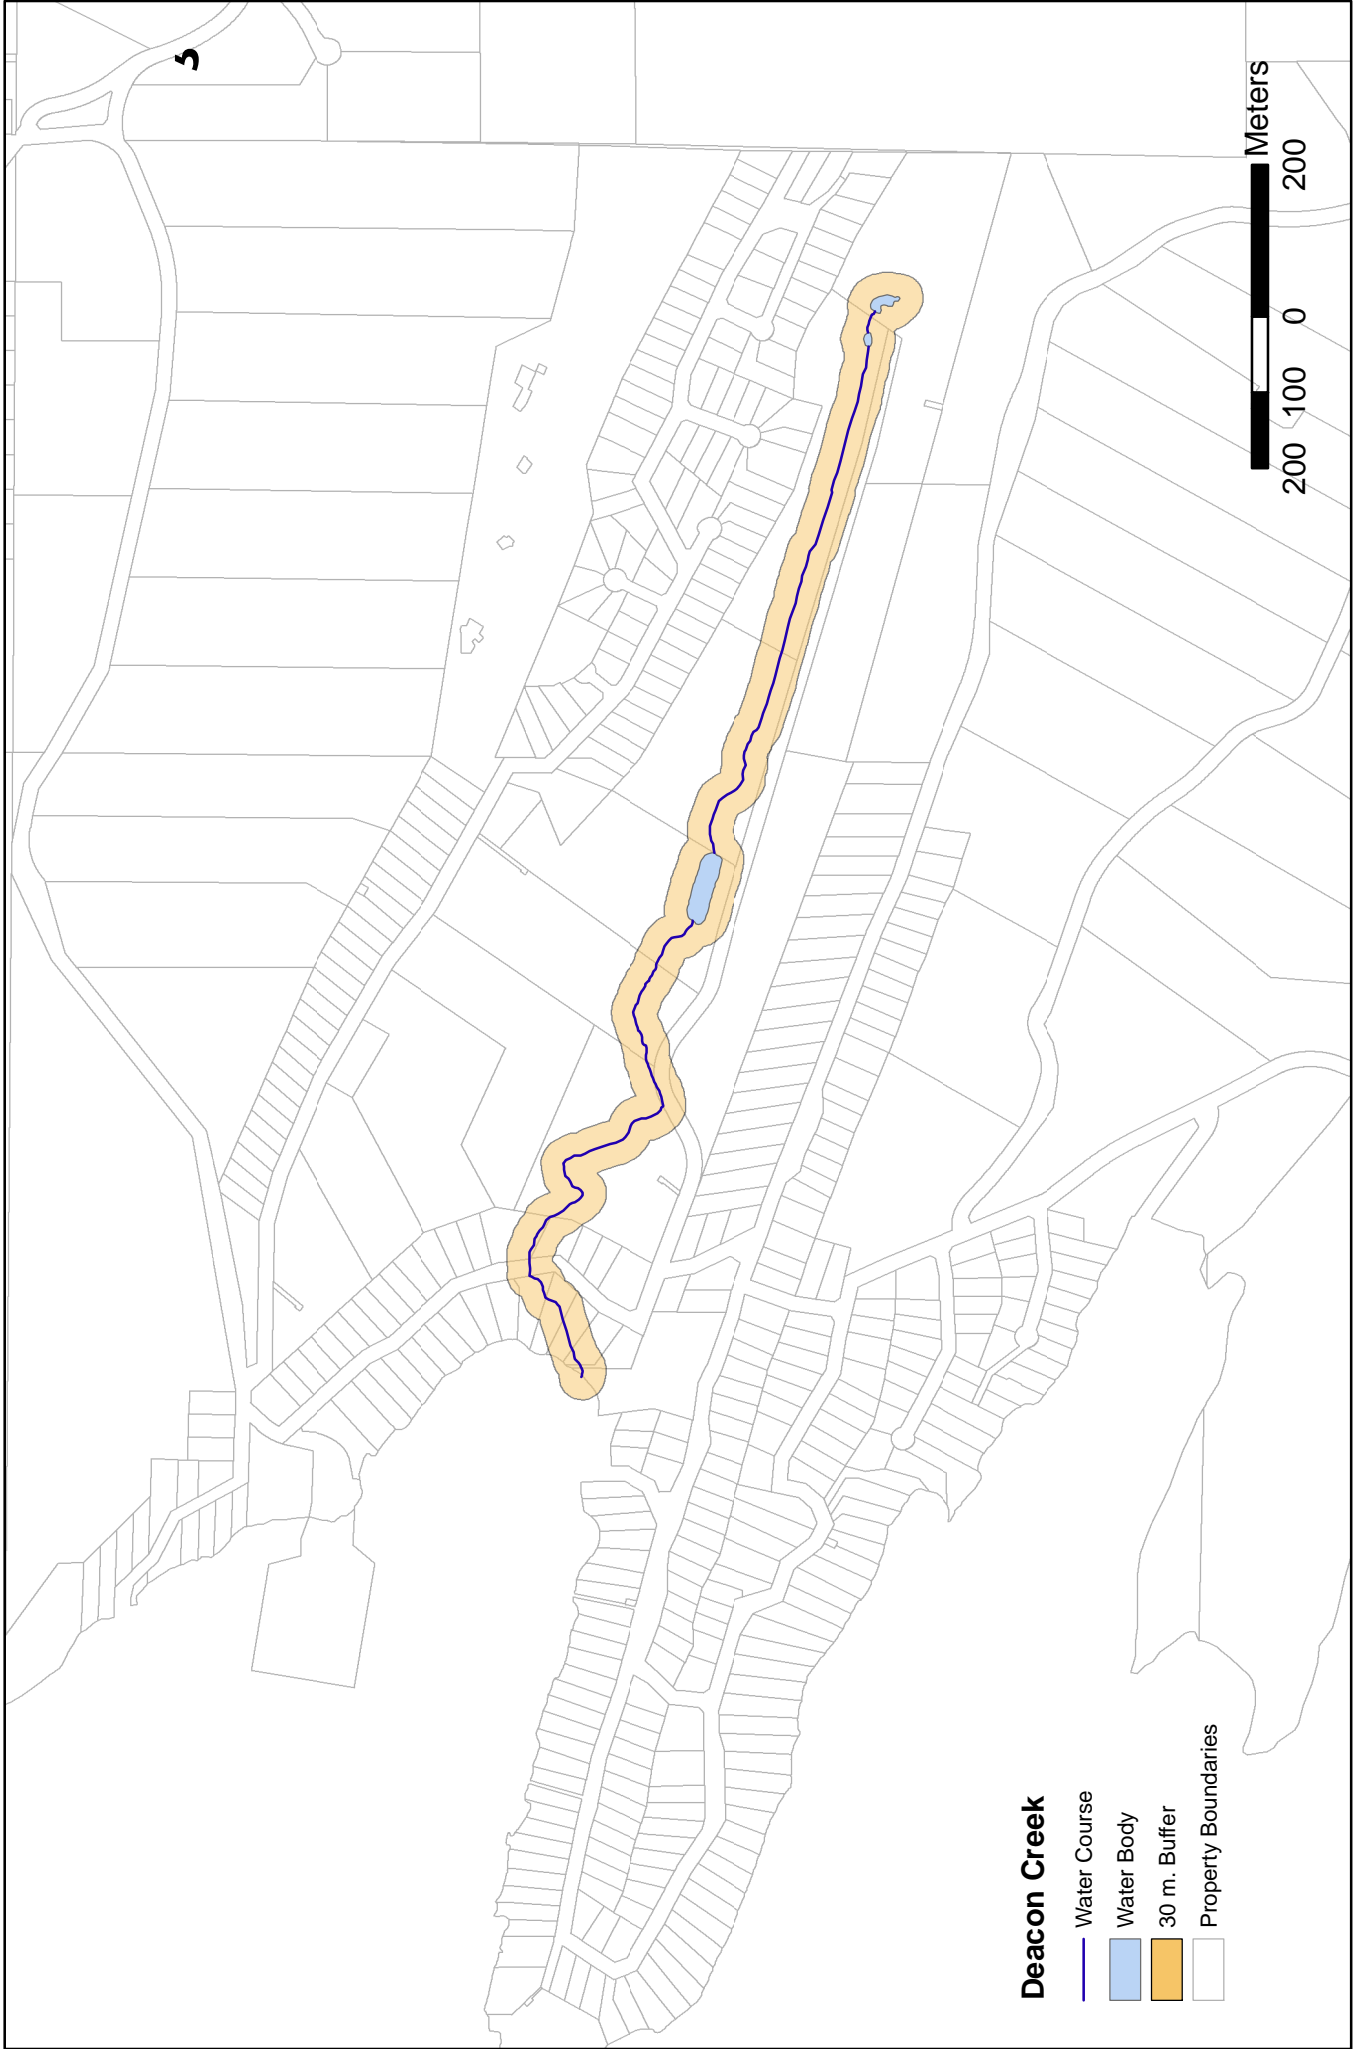 Deacon Creek
Water Course
Water Body
30 m. Buffer
Property Boundaries
200 100 0 200
Meters